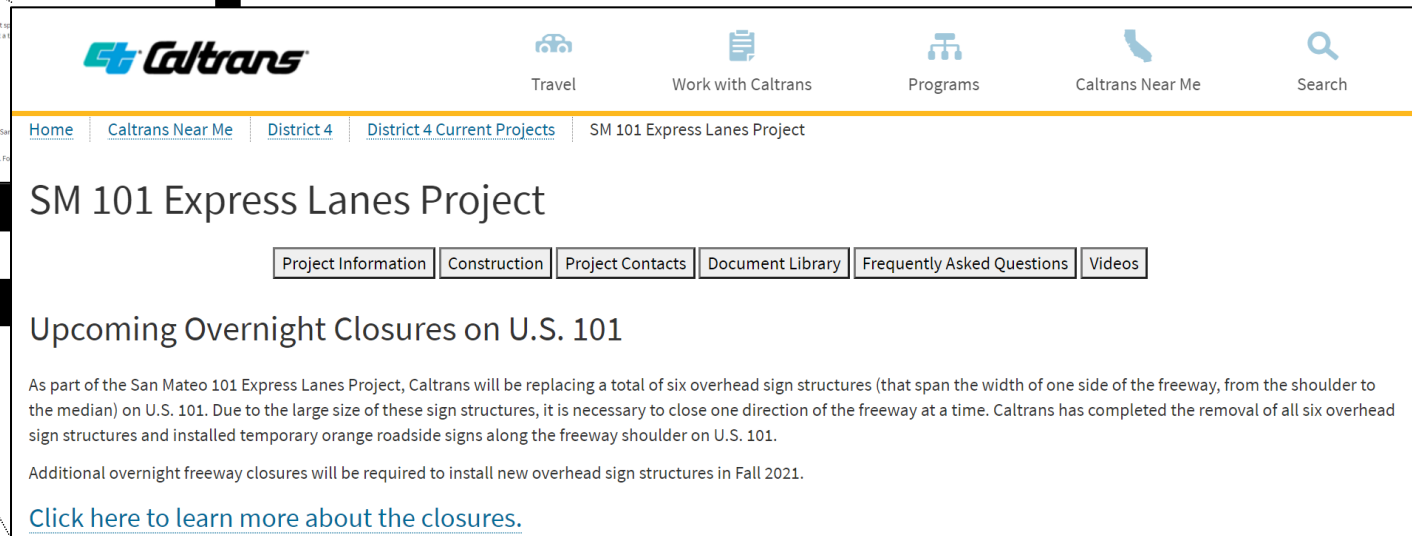 Caltrans
Travel
Work with Caltrans
Programs
Caltrans Near Me
Search
Home
Caltrans Near Me
District 4
District 4 Current Projects
SM 101 Express Lanes Project
SM 101 Express Lanes Project
Project Information
Construction
Project Contacts
Document Library
Frequently Asked Questions
Videos
Upcoming Overnight Closures on U.S. 101
As part of the San Mateo 101 Express Lanes Project, Caltrans will be replacing a total of six overhead sign structures (that span the width of one side of the freeway, from the shoulder to
the median) on U.S. 101. Due to the large size of these sign structures, it is necessary to close one direction of the freeway at a time. Caltrans has completed the removal of all six overhead
sign structures and installed temporary orange roadside signs along the freeway shoulder on U.S. 101.
Additional overnight freeway closures will be required to install new overhead sign structures in Fall 2021.
Click here to learn more about the closures.